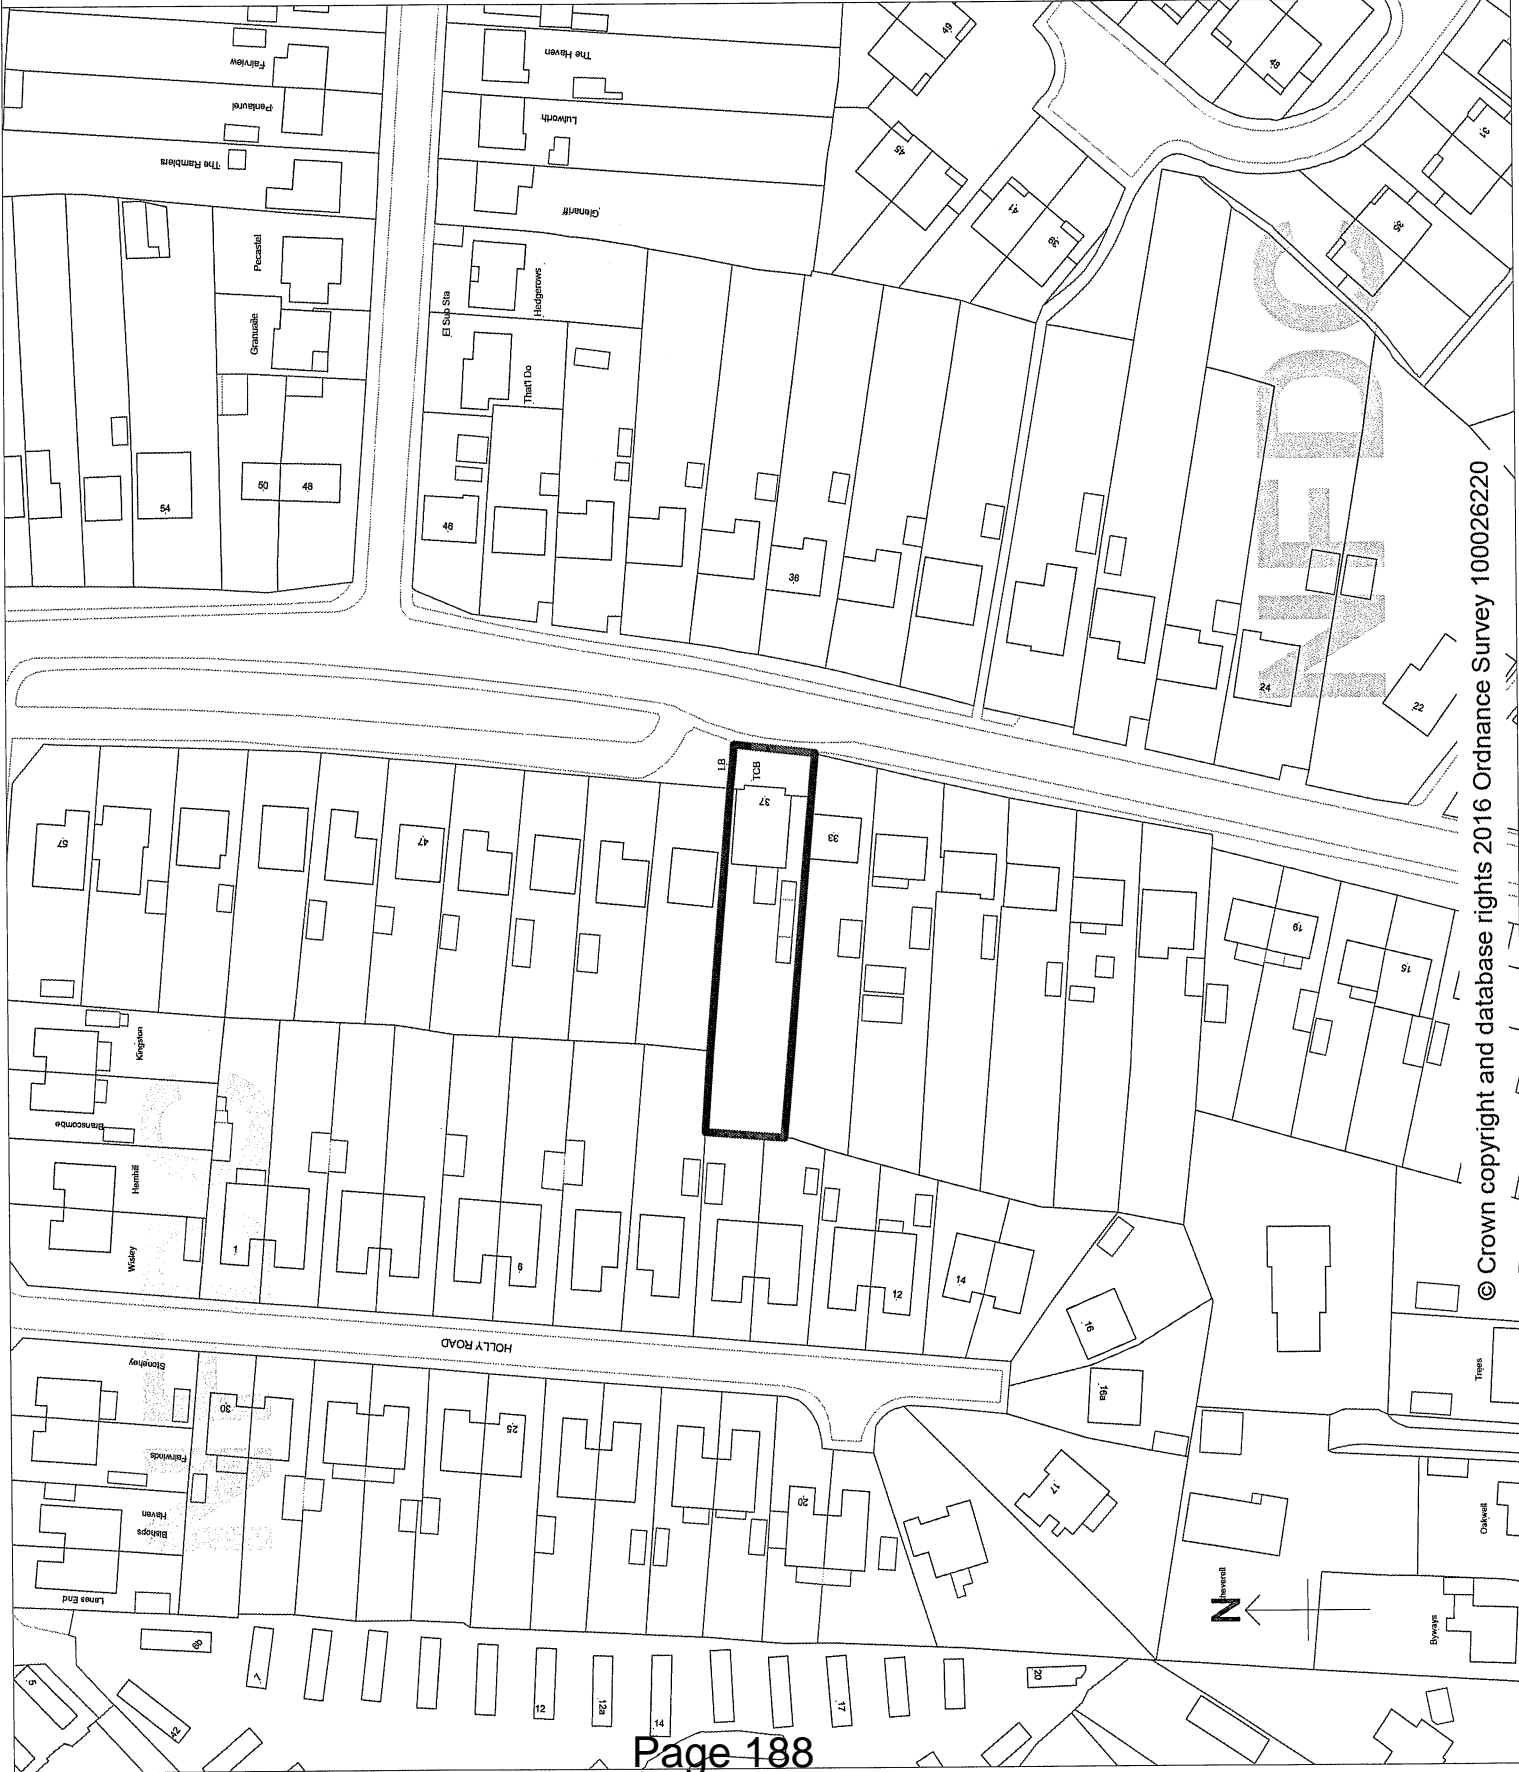 Fairview
Penlaurel
The Ramblers
The Haven
Lulworth
Glenariff
49
48
45
41
39
31
35
Pecastel
Granualle
El Sub Sta
Hedgerows
That'l Do
54
50
48
46
36
24
22
NFDC
57
47
LB
TCB
37
33
19
15
Kingston
Branscombe
Hernhill
Wisley
1
6
12
14
16
16a
HOLLY ROAD
Stonehey
Fairwinds
Bishops
Haven
Lanes End
30
25
20
17
Trees
Oakwell
Byways
N
5
42
7
12
12a
14
17
20
© Crown copyright and database rights 2016 Ordnance Survey 100026220
Page 188